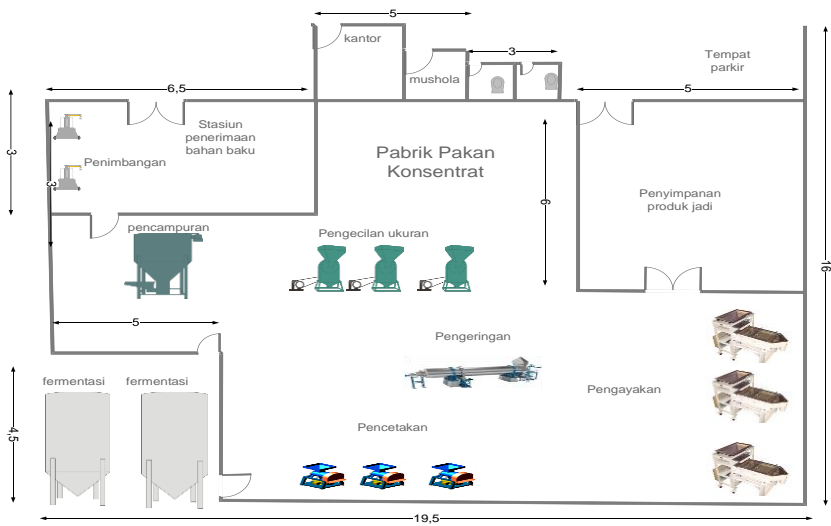 5
kantor
3
mushola
Tempat
parkir
6,5
5
Stasiun
penerimaan
bahan baku
3
Penimbangan
3
Pabrik Pakan
Konsentrat
6
Penyimpanan
produk jadi
pencampuran
Pengecilan ukuran
16
5
Pengeringan
fermentasi
fermentasi
Pengayakan
4,5
Pencetakan
19,5